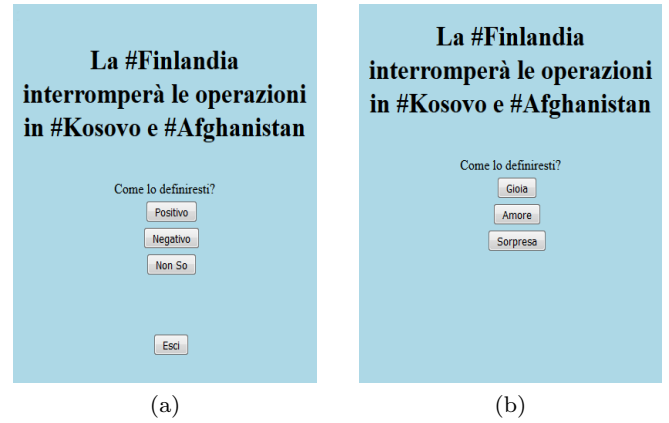 La #Finlandia
interromperà le operazioni
in #Kosovo e #Afghanistan
Come lo definiresti?
Positivo
Negativo
Non So
Esci
(a)
La #Finlandia
interromperà le operazioni
in #Kosovo e #Afghanistan
Come lo definiresti?
Gioia
Amore
Sorpresa
(b)